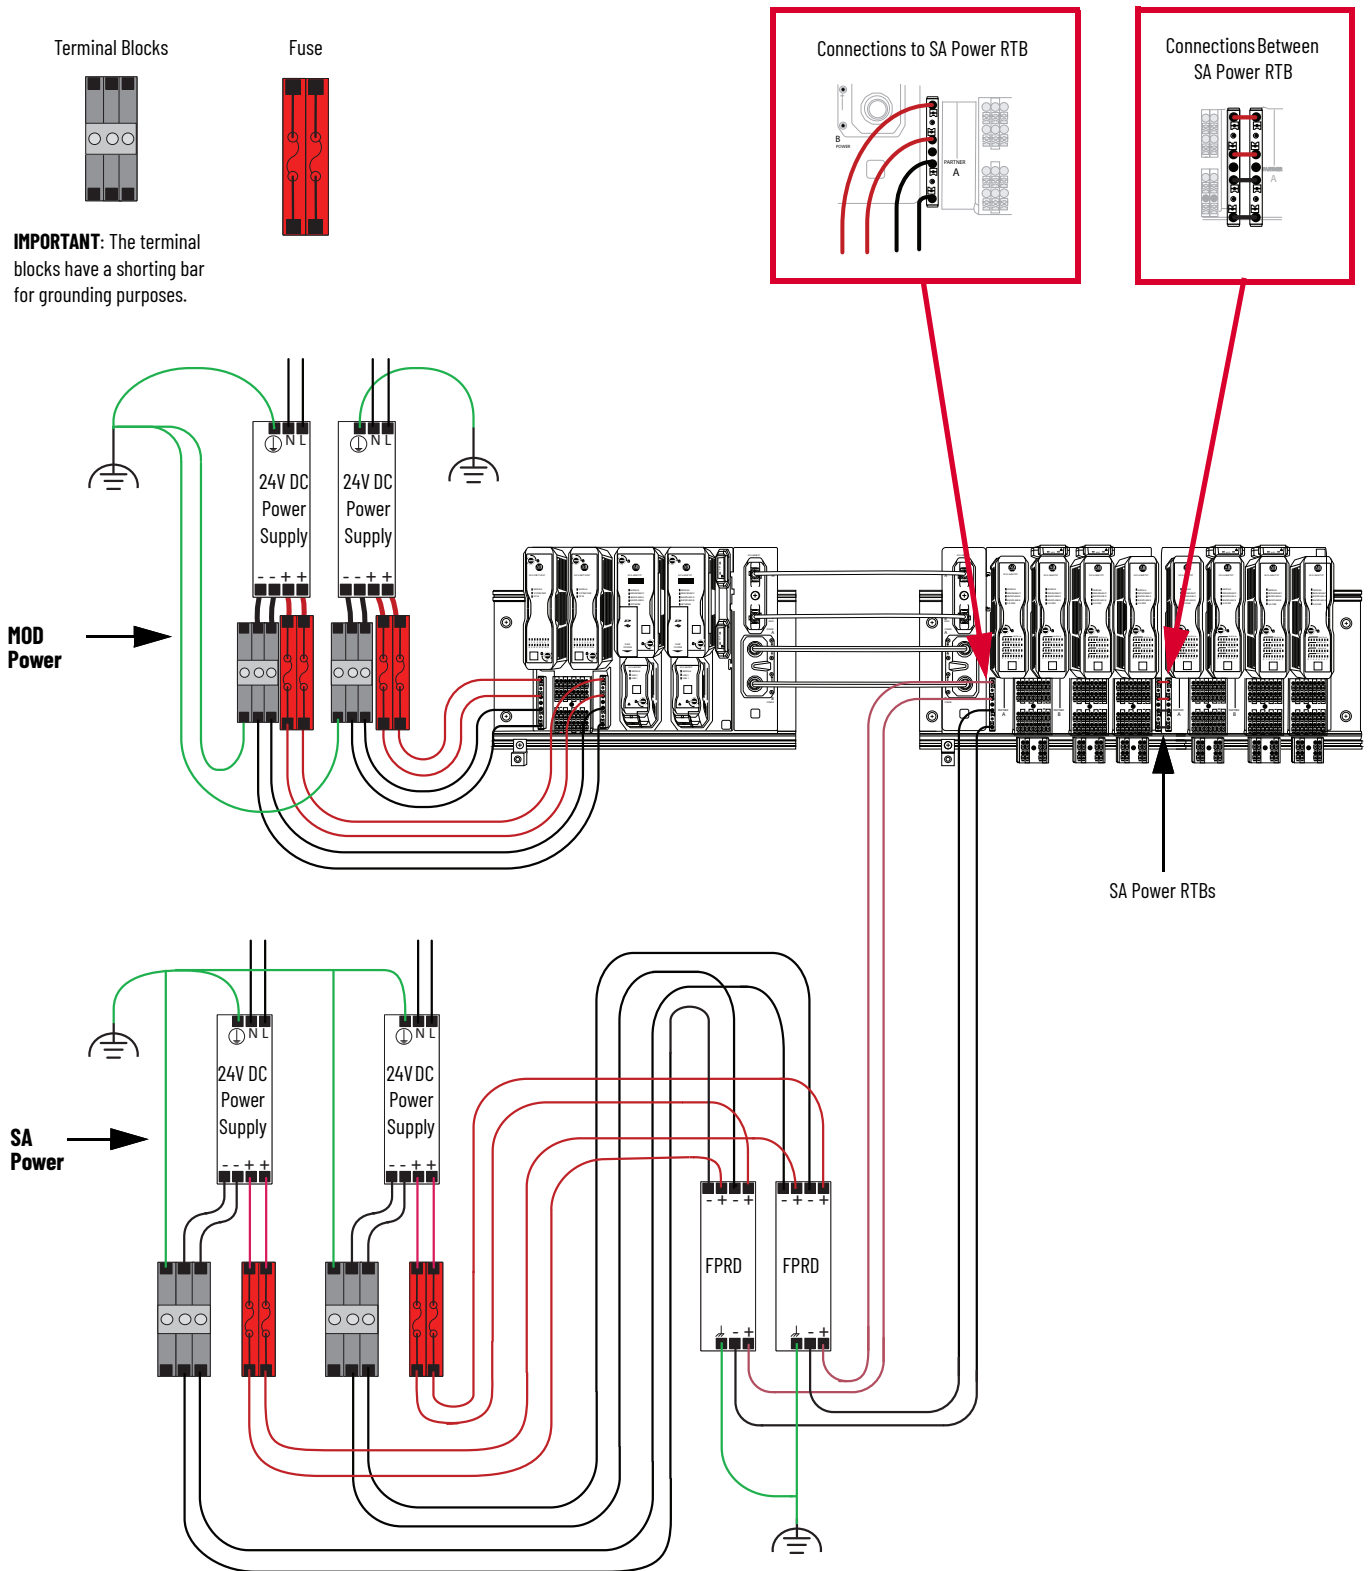 Terminal Blocks
Fuse
IMPORTANT: The terminal
blocks have a shorting bar
for grounding purposes.
Connections to SA Power RTB
B
POWER
PARTNER
A
Connections Between
SA Power RTB
PARTNER
A
N L
24V DC
Power
Supply
- - + +
N L
24V DC
Power
Supply
- - + +
MOD
Power
SA Power RTBs
N L
24V DC
Power
Supply
- - + +
N L
24V DC
Power
Supply
- - + +
SA
Power
- + - +
FPRD
- +
- + - +
FPRD
- +